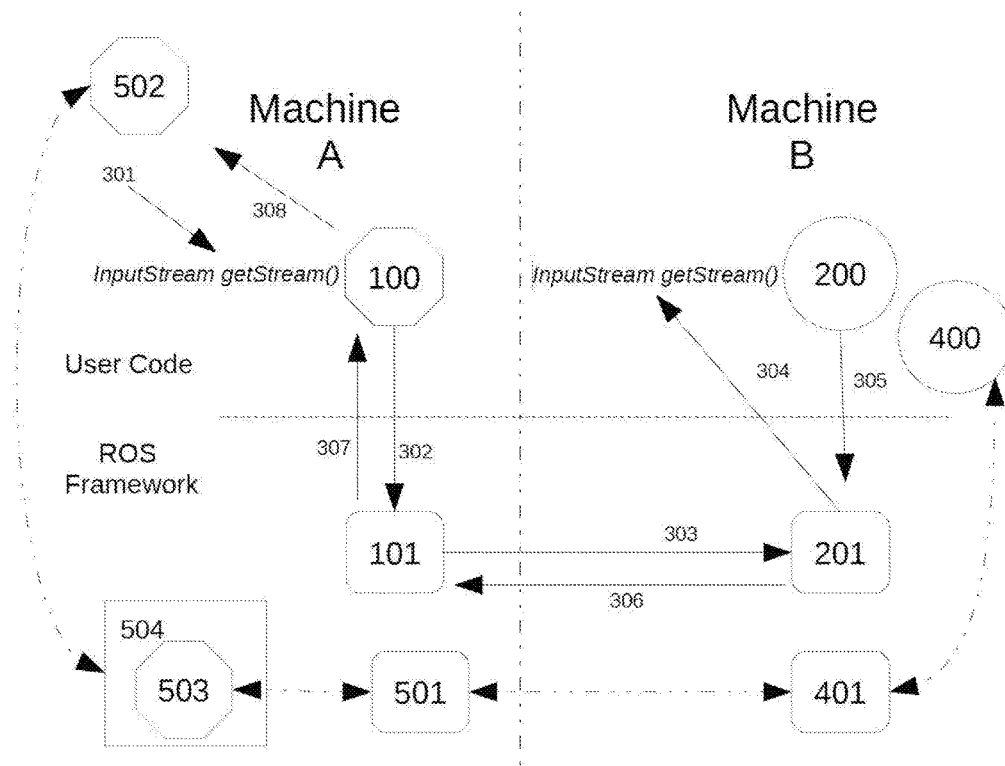 502
Machine
A
Machine
B
301
308
InputStream getStream()
100
InputStream getStream()
200
400
User Code
304
305
ROS
Framework
307
302
101
303
201
306
504
503
501
401